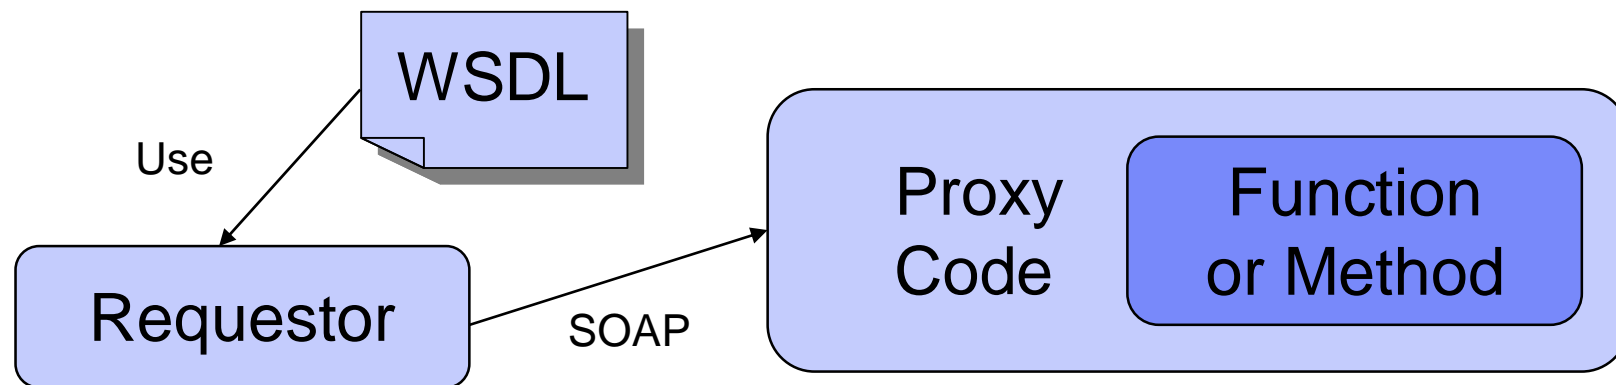 WSDL
Use
Requestor
SOAP
Proxy
Code
Function
or Method